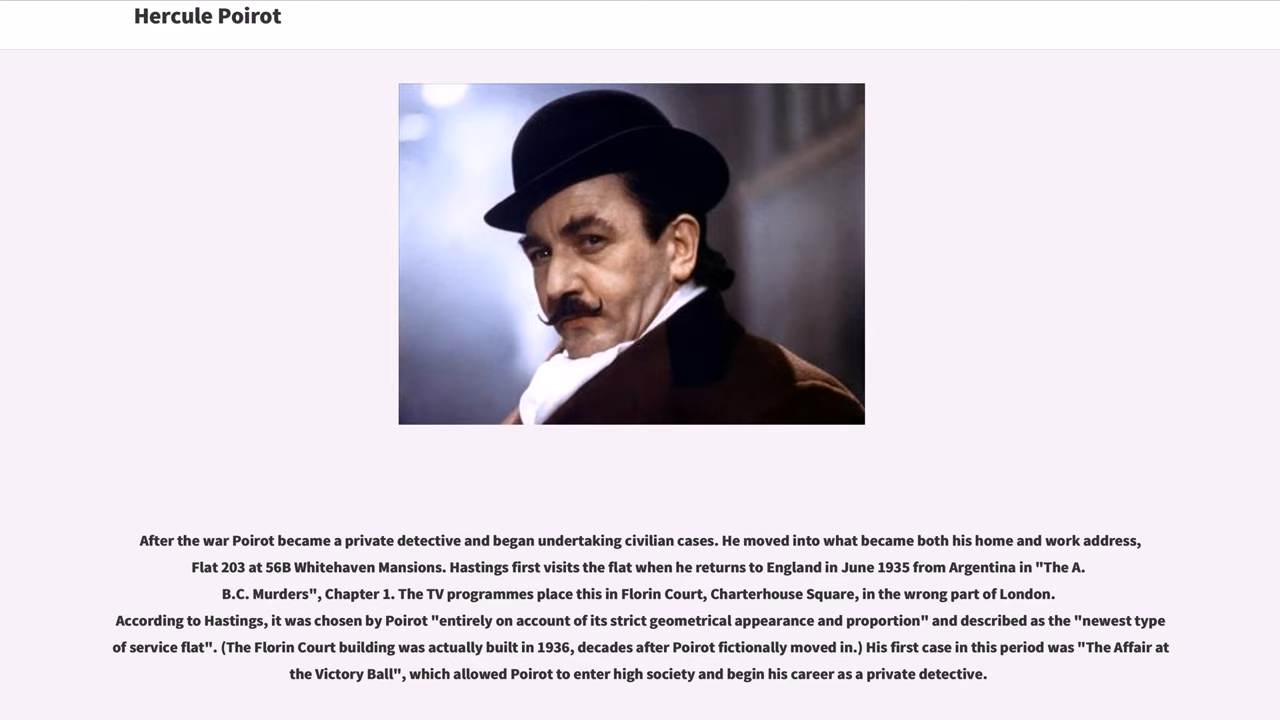 Hercule Poirot
After the war Poirot became a private detective and began undertaking civilian cases. He moved into what became both his home and work address,
Flat 203 at 56B Whitehaven Mansions. Hastings first visits the flat when he returns to England in June 1935 from Argentina in "The A.
B.C. Murders", Chapter 1. The TV programmes place this in Florin Court, Charterhouse Square, in the wrong part of London.
According to Hastings, it was chosen by Poirot "entirely on account of its strict geometrical appearance and proportion" and described as the "newest type
of service flat". (The Florin Court building was actually built in 1936, decades after Poirot fictionally moved in.) His first case in this period was "The Affair at
the Victory Ball", which allowed Poirot to enter high society and begin his career as a private detective.